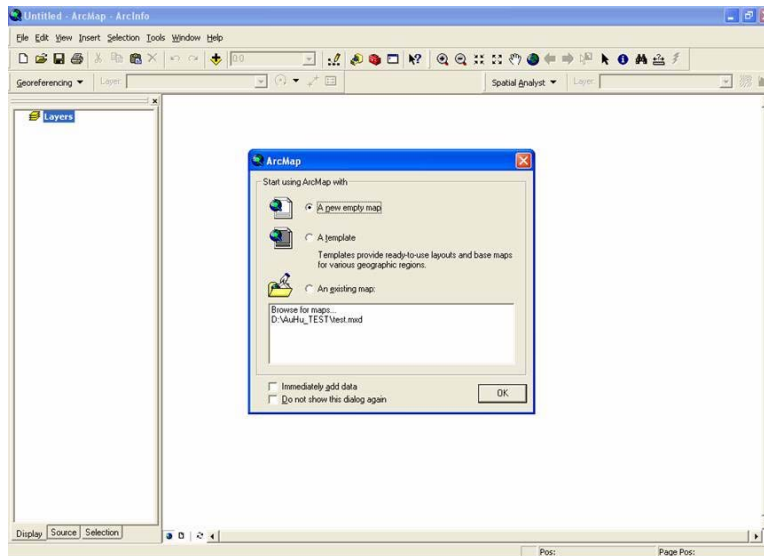 Untitled - ArcMap - ArcInfo
File Edit View Insert Selection Tools Window Help
Georeferencing Layer:
Spatial Analyst Layer:
Layers
ArcMap
Start using ArcMap with
A new empty map
A template
Templates provide ready-to-use layouts and base maps
for various geographic regions.
An existing map:
Browse for maps...
D:\AuHu_TEST\test.mxd
Immediately add data
Do not show this dialog again
OK
Display Source Selection
Pos: Page Pos: